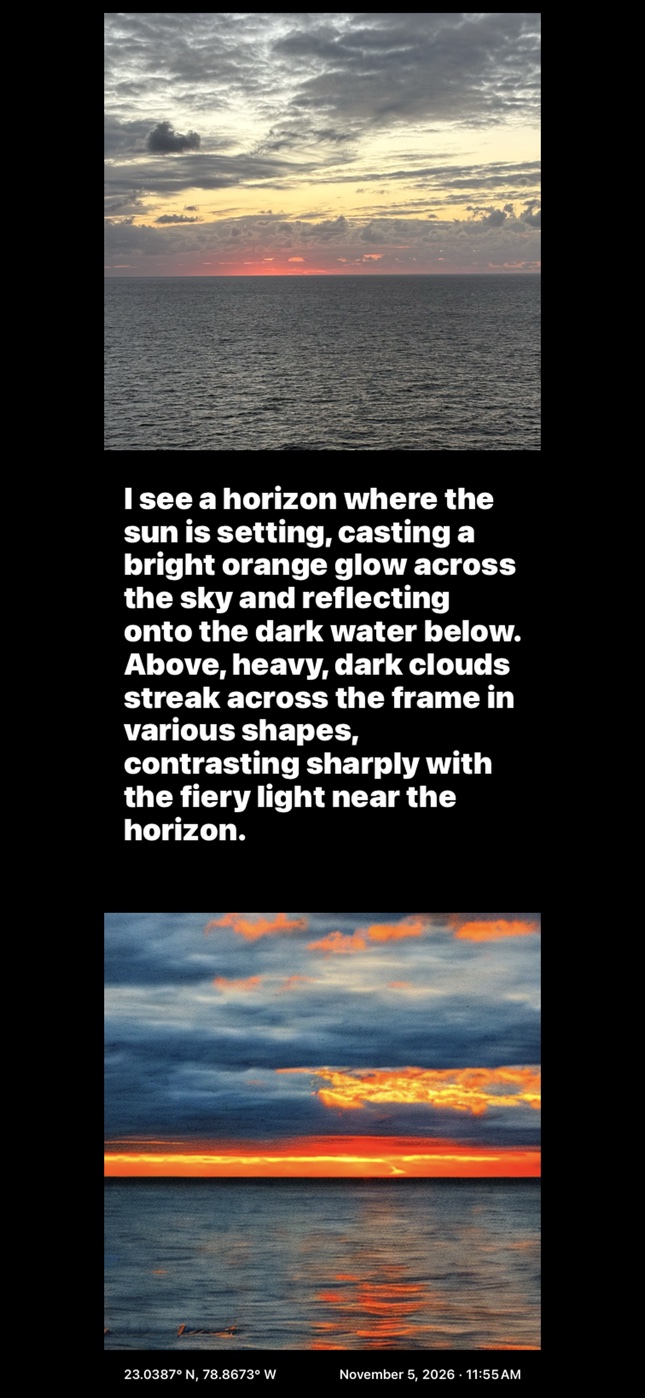 I see a horizon where the
sun is setting, casting a
bright orange glow across
the sky and reflecting
onto the dark water below.
Above, heavy, dark clouds
streak across the frame in
various shapes,
contrasting sharply with
the fiery light near the
horizon.
23.0387° N, 78.8673° W
November 5, 2026 · 11:55 AM